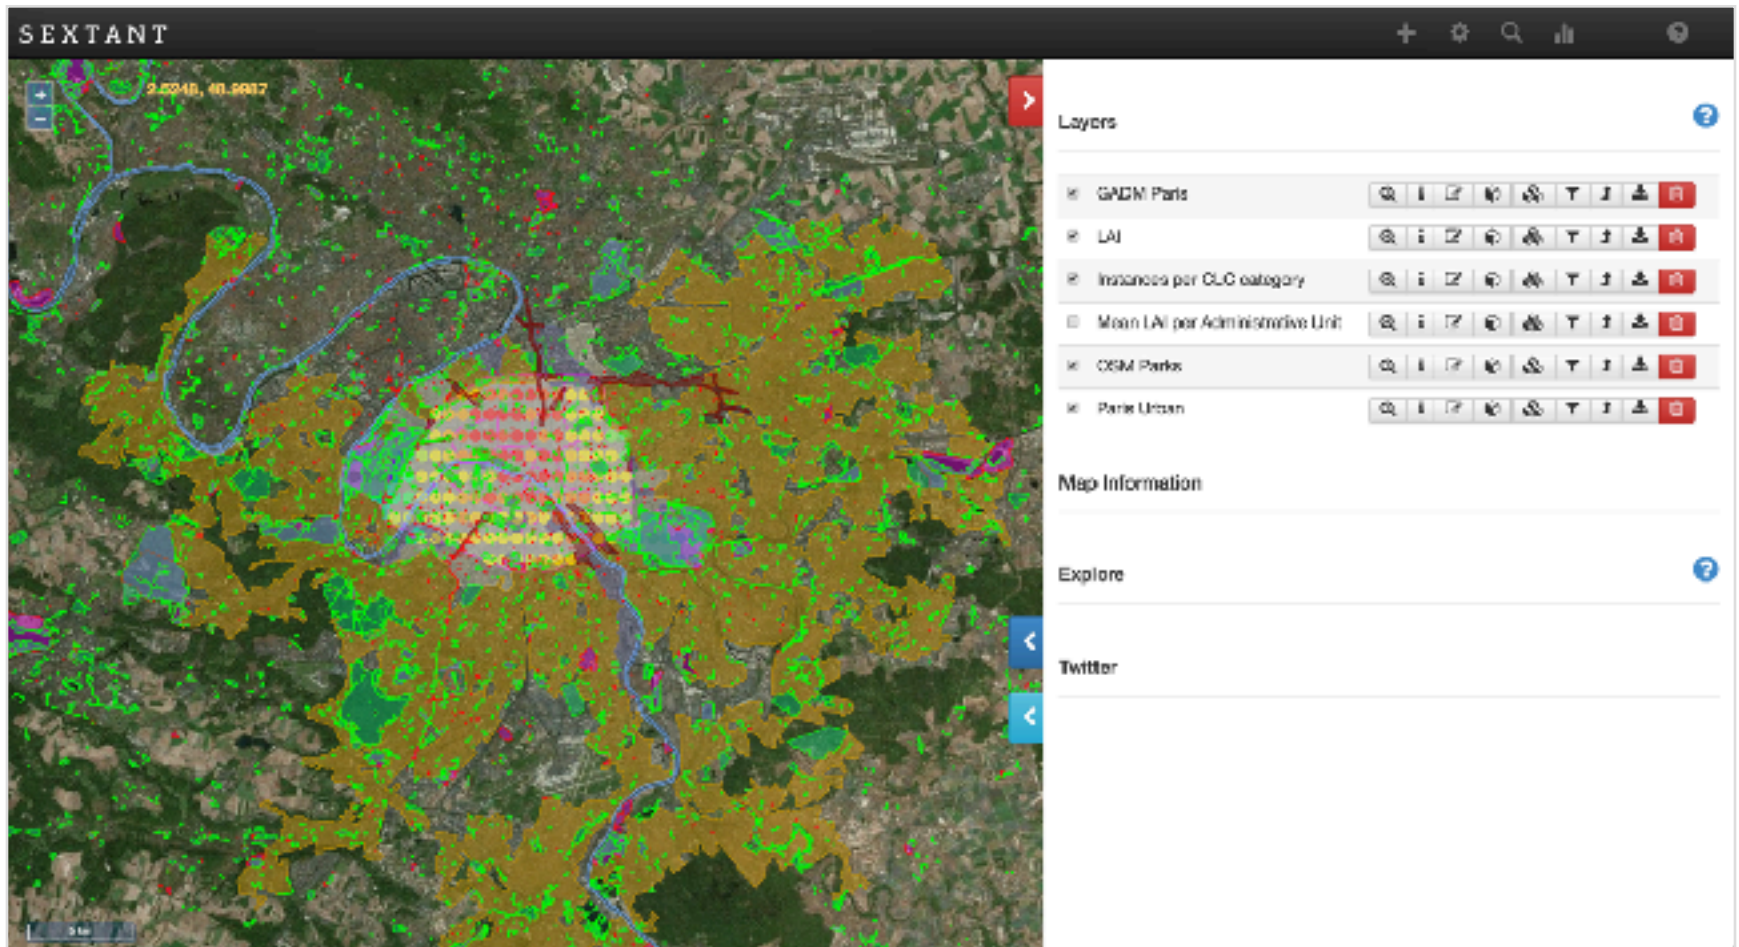 SEXTANT
Layers
GADM Paris
LAI
Instances per CLC category
Mean LAI per Administrative Unit
OSM Parks
Paris Urban
Map Information
Explore
Twitter